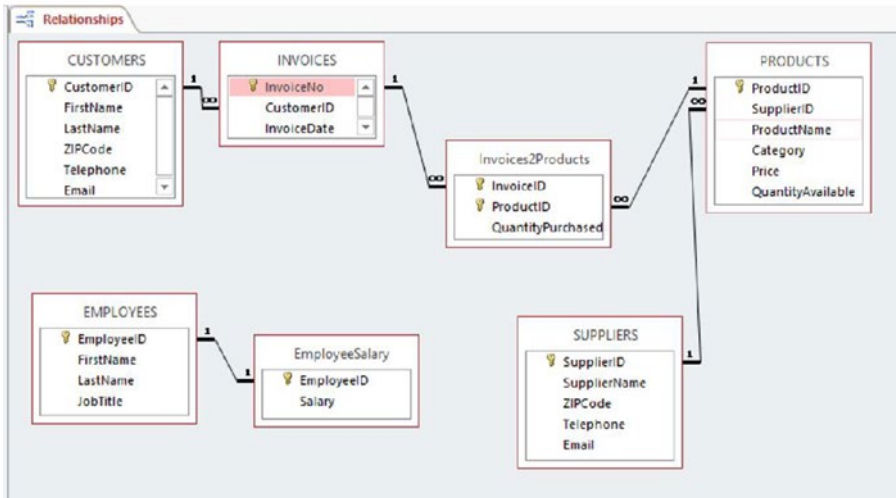 Relationships
CUSTOMERS
CustomerID
FirstName
LastName
ZIPCode
Telephone
Email
1
∞
INVOICES
InvoiceNo
CustomerID
InvoiceDate
1
∞
Invoices2Products
InvoiceID
ProductID
QuantityPurchased
∞
1
∞
PRODUCTS
ProductID
SupplierID
ProductName
Category
Price
QuantityAvailable
EMPLOYEES
EmployeeID
FirstName
LastName
JobTitle
1
1
EmployeeSalary
EmployeeID
Salary
SUPPLIERS
SupplierID
SupplierName
ZIPCode
Telephone
Email
1